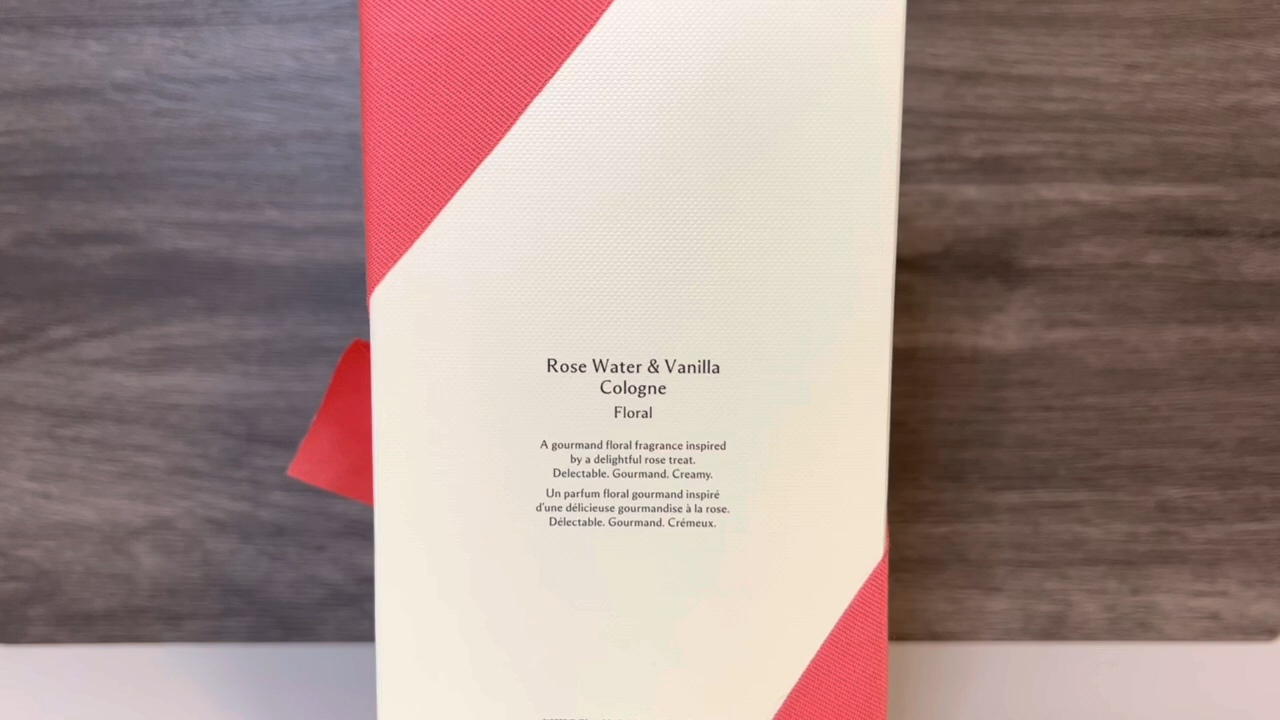 Rose Water & Vanilla
Cologne
Floral
A gourmand floral fragrance inspired
by a delightful rose treat.
Delectable. Gourmand. Creamy.
Un parfum floral gourmand inspiré
d'une délicieuse gourmandise à la rose.
Délectable. Gourmand. Crémeux.